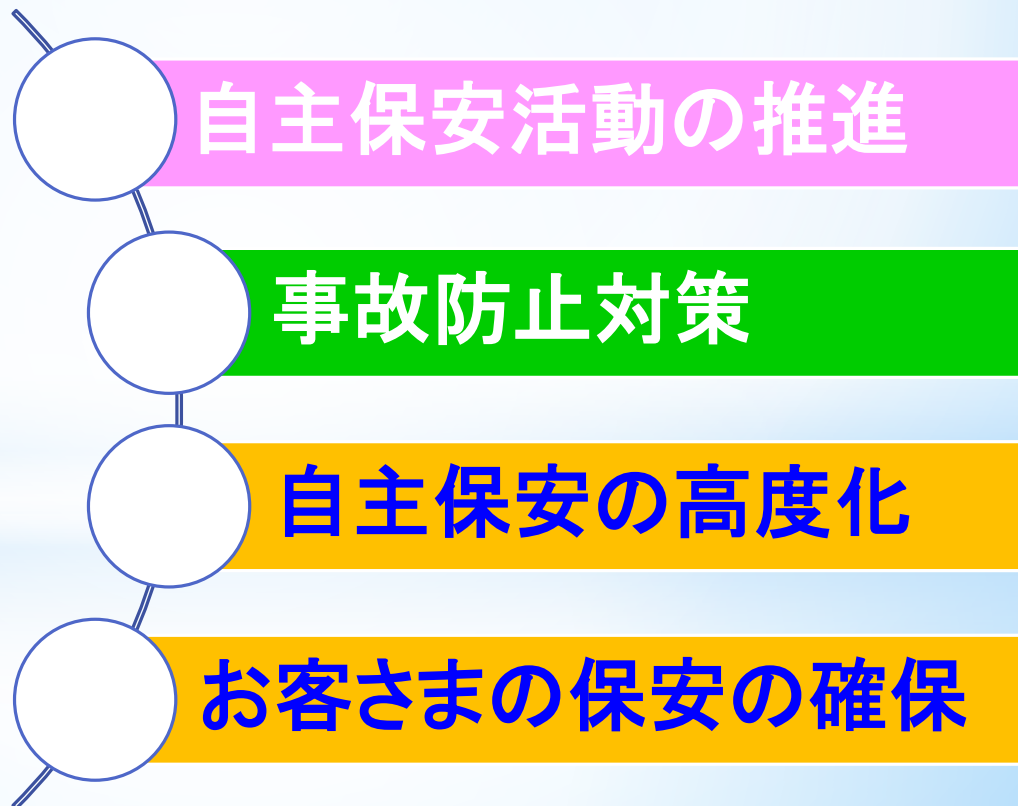 自主保安活動の推進
事故防止対策
自主保安の高度化
お客さまの保安の確保